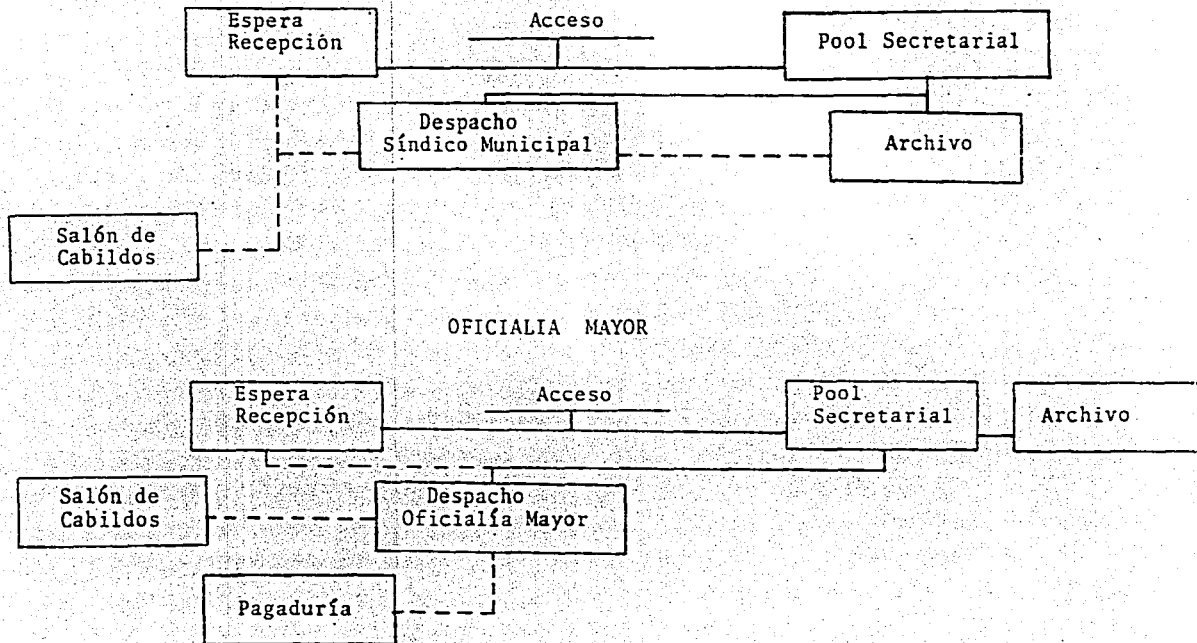 Espera
Recepción
Acceso
Pool Secretarial
Despacho
Síndico Municipal
Archivo
Salón de
Cabildos
OFICIALIA MAYOR
Espera
Recepción
Acceso
Pool
Secretarial
Archivo
Salón de
Cabildos
Despacho
Oficialía Mayor
Pagaduría